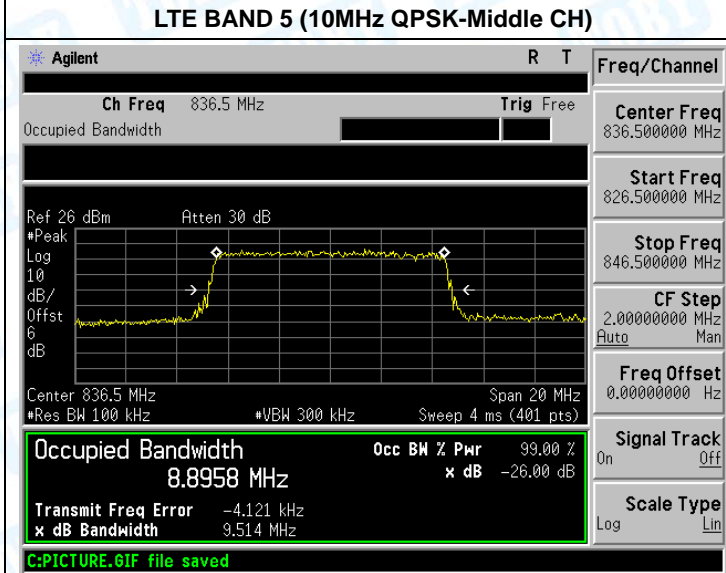 LTE BAND 5 (10MHz QPSK-Middle CH)
Agilent R T
Freq/Channel
Ch Freq 836.5 MHz Trig Free
Occupied Bandwidth
Center Freq
836.500000 MHz
Start Freq
826.500000 MHz
Stop Freq
846.500000 MHz
CF Step
2.00000000 MHz
Auto Man
Freq Offset
0.00000000 Hz
Signal Track
On Off
Scale Type
Log Lin
Ref 26 dBm Atten 30 dB
#Peak
Log
10
dB/
Offst
6
dB
Center 836.5 MHz Span 20 MHz
#Res BW 100 kHz #VBW 300 kHz Sweep 4 ms (401 pts)
Occupied Bandwidth Occ BW % Pwr 99.00 %
8.8958 MHz x dB -26.00 dB
Transmit Freq Error -4.121 kHz
x dB Bandwidth 9.514 MHz
C:PICTURE.GIF file saved